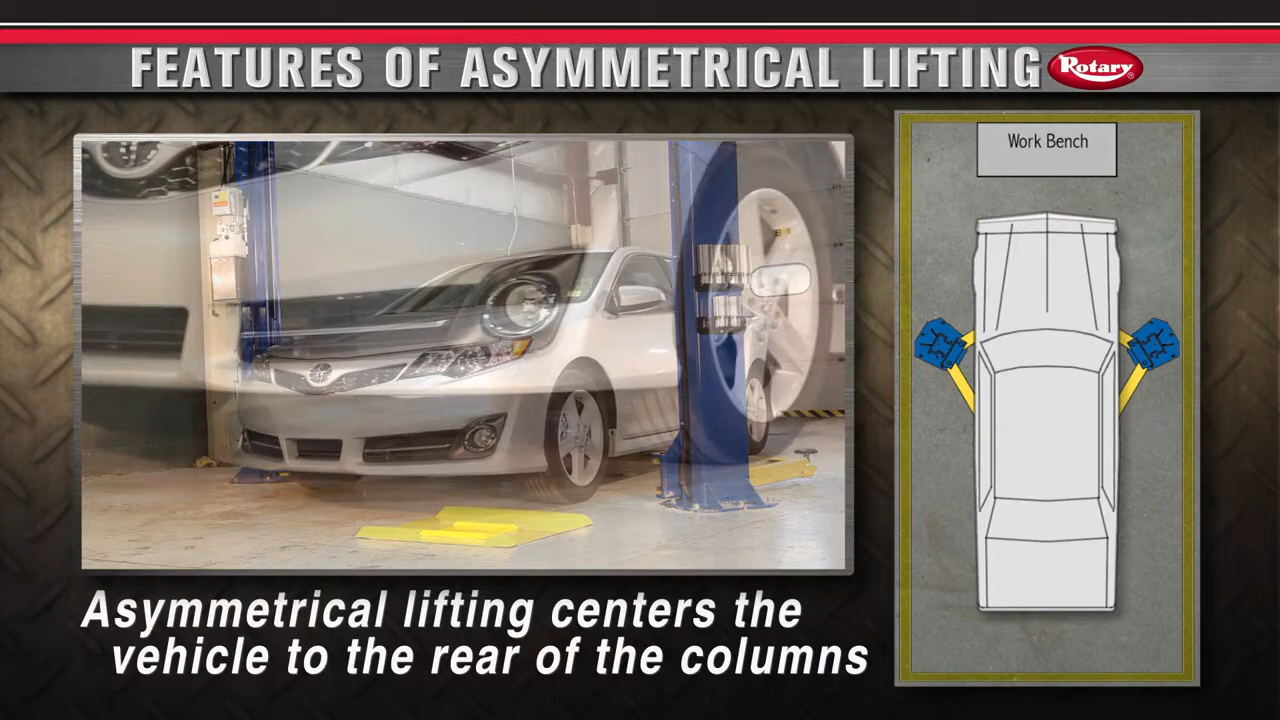 FEATURES OF ASYMMETRICAL LIFTING
Rotary®
Work Bench
Asymmetrical lifting centers the
vehicle to the rear of the columns